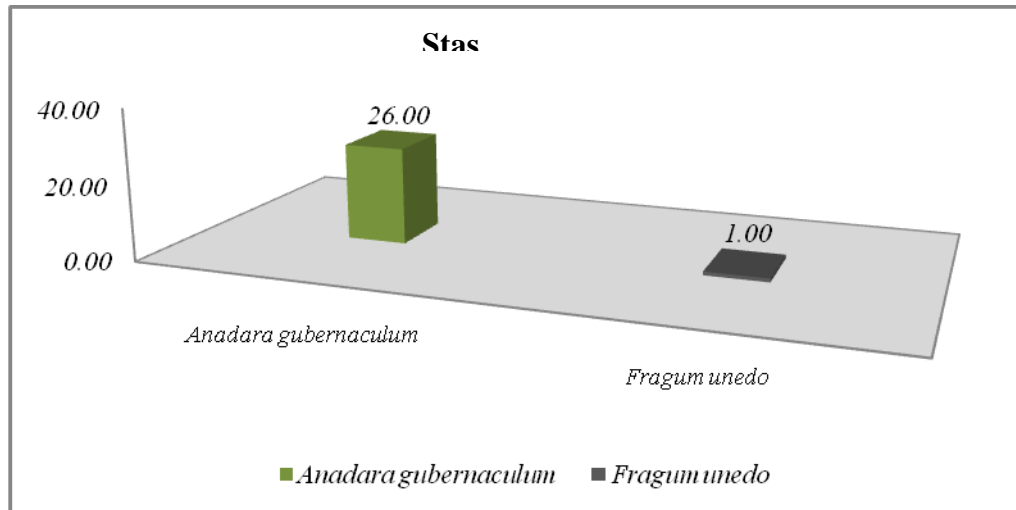 Stas
40.00
26.00
20.00
1.00
0.00
Anadara gubernaculum
Fragum unedo
Anadara gubernaculum Fragum unedo